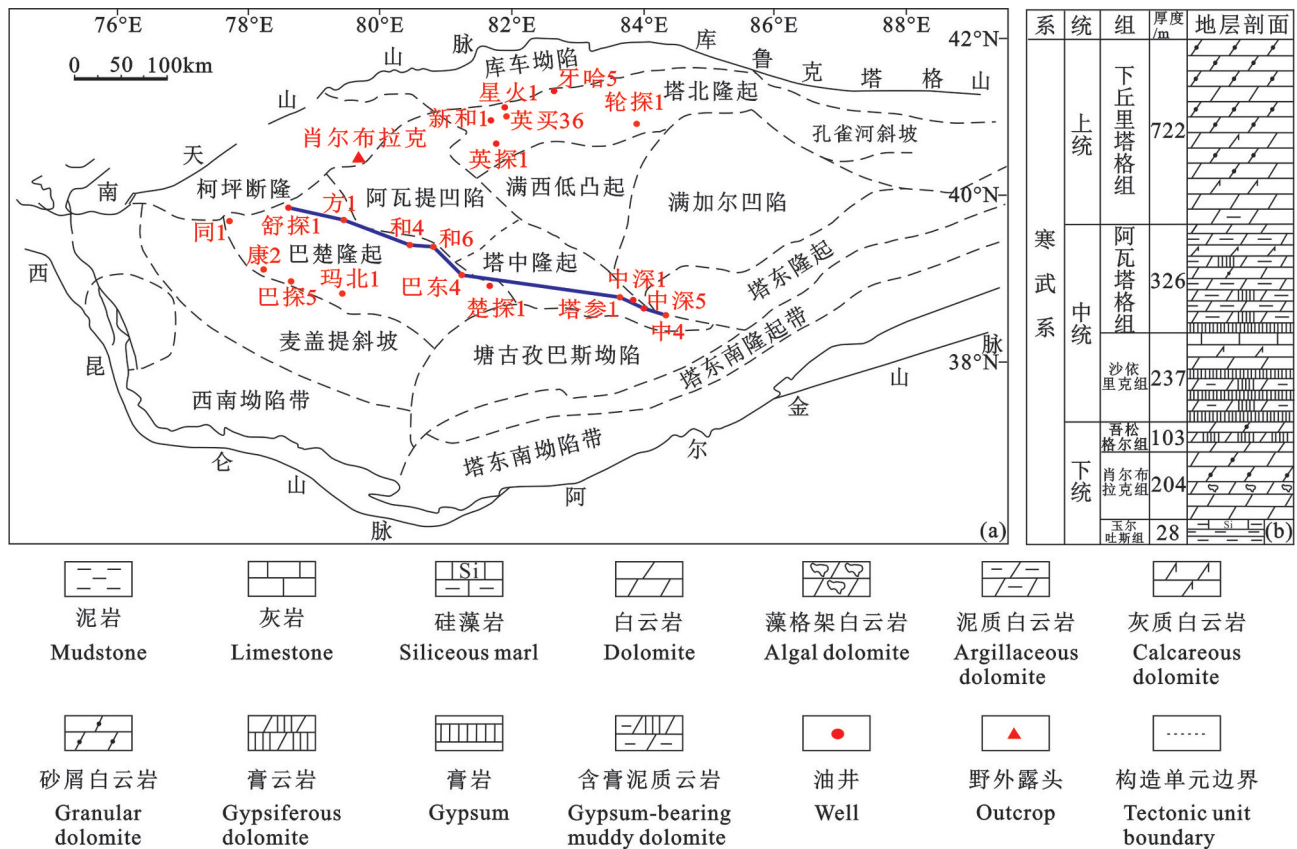 76°E 78°E 80°E 82°E 84°E 86°E 88°E
42°N
40°N
38°N
0 50 100km
南 天 山 山 脉
库 鲁 克 塔 格 山
西 昆 仑 山 脉
阿 尔 金 山 脉
库车坳陷
牙哈5
星火1
塔北隆起
轮探1
新和1
英买36
肖尔布拉克
英探1
孔雀河斜坡
柯坪断隆
阿瓦提凹陷
满西低凸起
满加尔凹陷
方1
舒探1
同1
和4
和6
康2
巴楚隆起
塔中隆起
塔东隆起
巴探5
玛北1
巴东4
楚探1
中深1
塔参1
中深5
中4
麦盖提斜坡
塘古孜巴斯坳陷
塔东南隆起带
西南坳陷带
塔东南坳陷带
(a)
系 统 组 厚度/m 地层剖面
寒武系
上统
下丘里塔格组 722
中统
阿瓦塔格组 326
沙依里克组 237
下统
吾松格尔组 103
肖尔布拉克组 204
玉尔吐斯组 28
Si
(b)
Si
泥岩 灰岩 硅藻岩 白云岩 藻格架白云岩 泥质白云岩 灰质白云岩
Mudstone Limestone Siliceous marl Dolomite Algal dolomite Argillaceous dolomite Calcareous dolomite
砂屑白云岩 膏云岩 膏岩 含膏泥质云岩 油井 野外露头 构造单元边界
Granular dolomite Gypsiferous dolomite Gypsum Gypsum-bearing muddy dolomite Well Outcrop Tectonic unit boundary